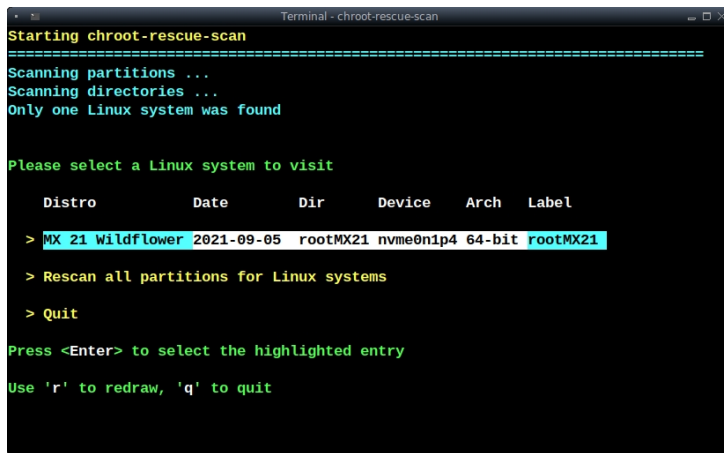 Terminal - chroot-rescue-scan
Starting chroot-rescue-scan
===============================================================================
Scanning partitions ...
Scanning directories ...
Only one Linux system was found
Please select a Linux system to visit
Distro Date Dir Device Arch Label
> MX 21 Wildflower 2021-09-05 rootMX21 nvme0n1p4 64-bit rootMX21
> Rescan all partitions for Linux systems
> Quit
Press <Enter> to select the highlighted entry
Use 'r' to redraw, 'q' to quit